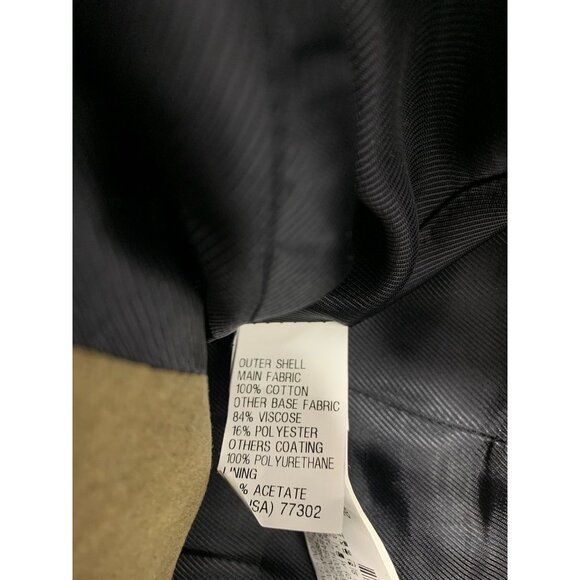 OUTER SHELL
MAIN FABRIC
100% COTTON
OTHER BASE FABRIC
84% VISCOSE
16% POLYESTER
OTHERS COATING
100% POLYURETHANE
LINING
% ACETATE
USA) 77302